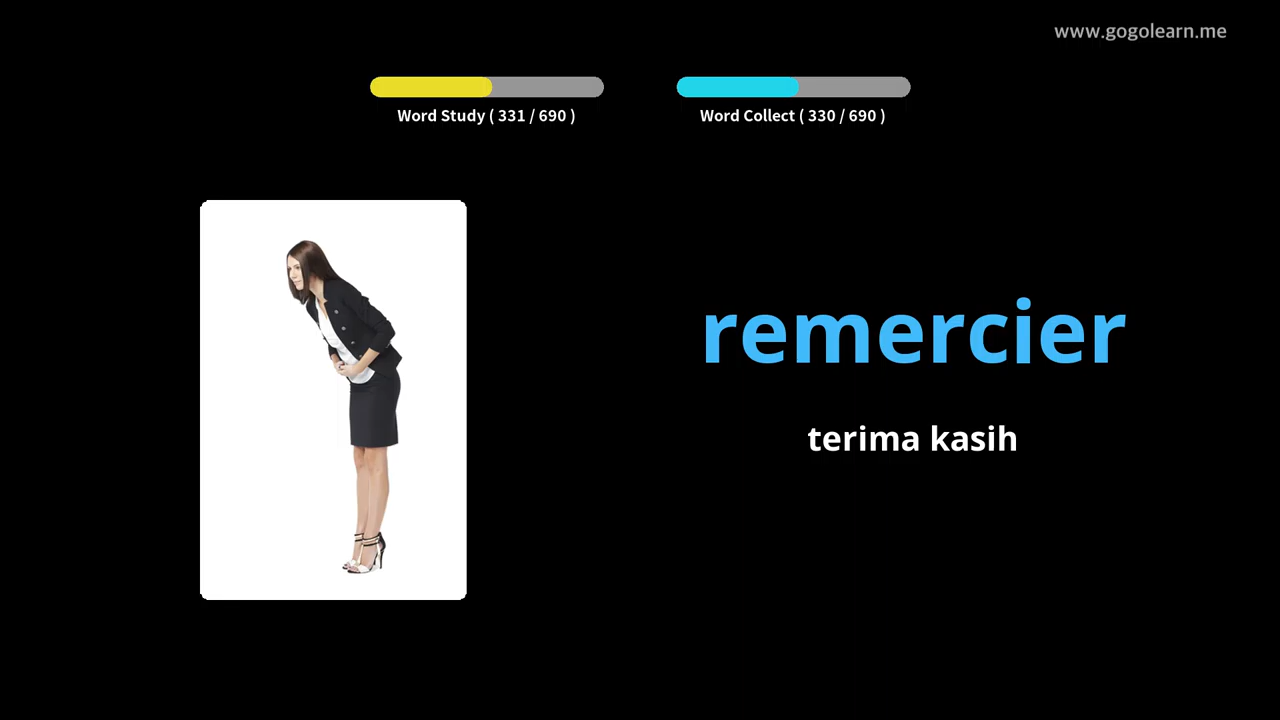 www.gogolearn.me
Word Study ( 331 / 690 )
Word Collect ( 330 / 690 )
remercier
terima kasih